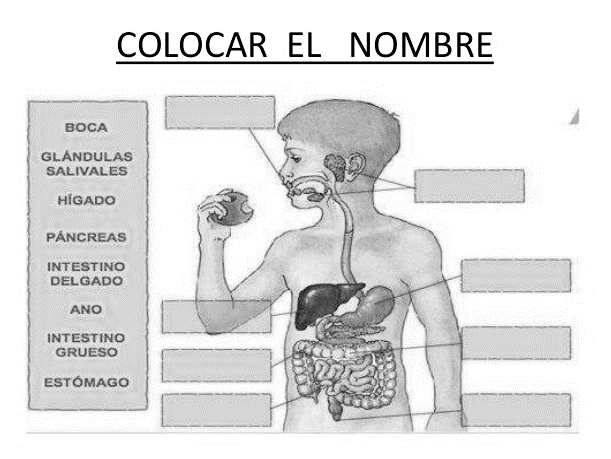 COLOCAR EL NOMBRE
BOCA
GLÁNDULAS
SALIVALES
HÍGADO
PÁNCREAS
INTESTINO
DELGADO
ANO
INTESTINO
GRUESO
ESTÓMAGO